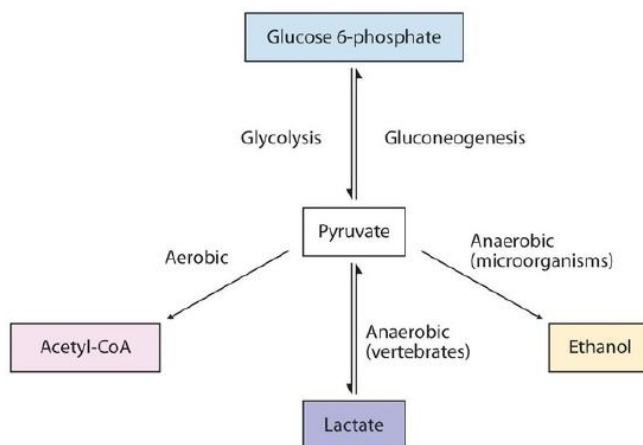 Glucose 6-phosphate
Glycolysis
Gluconeogenesis
Pyruvate
Aerobic
Anaerobic
(microorganisms)
Acetyl-CoA
Anaerobic
(vertebrates)
Ethanol
Lactate